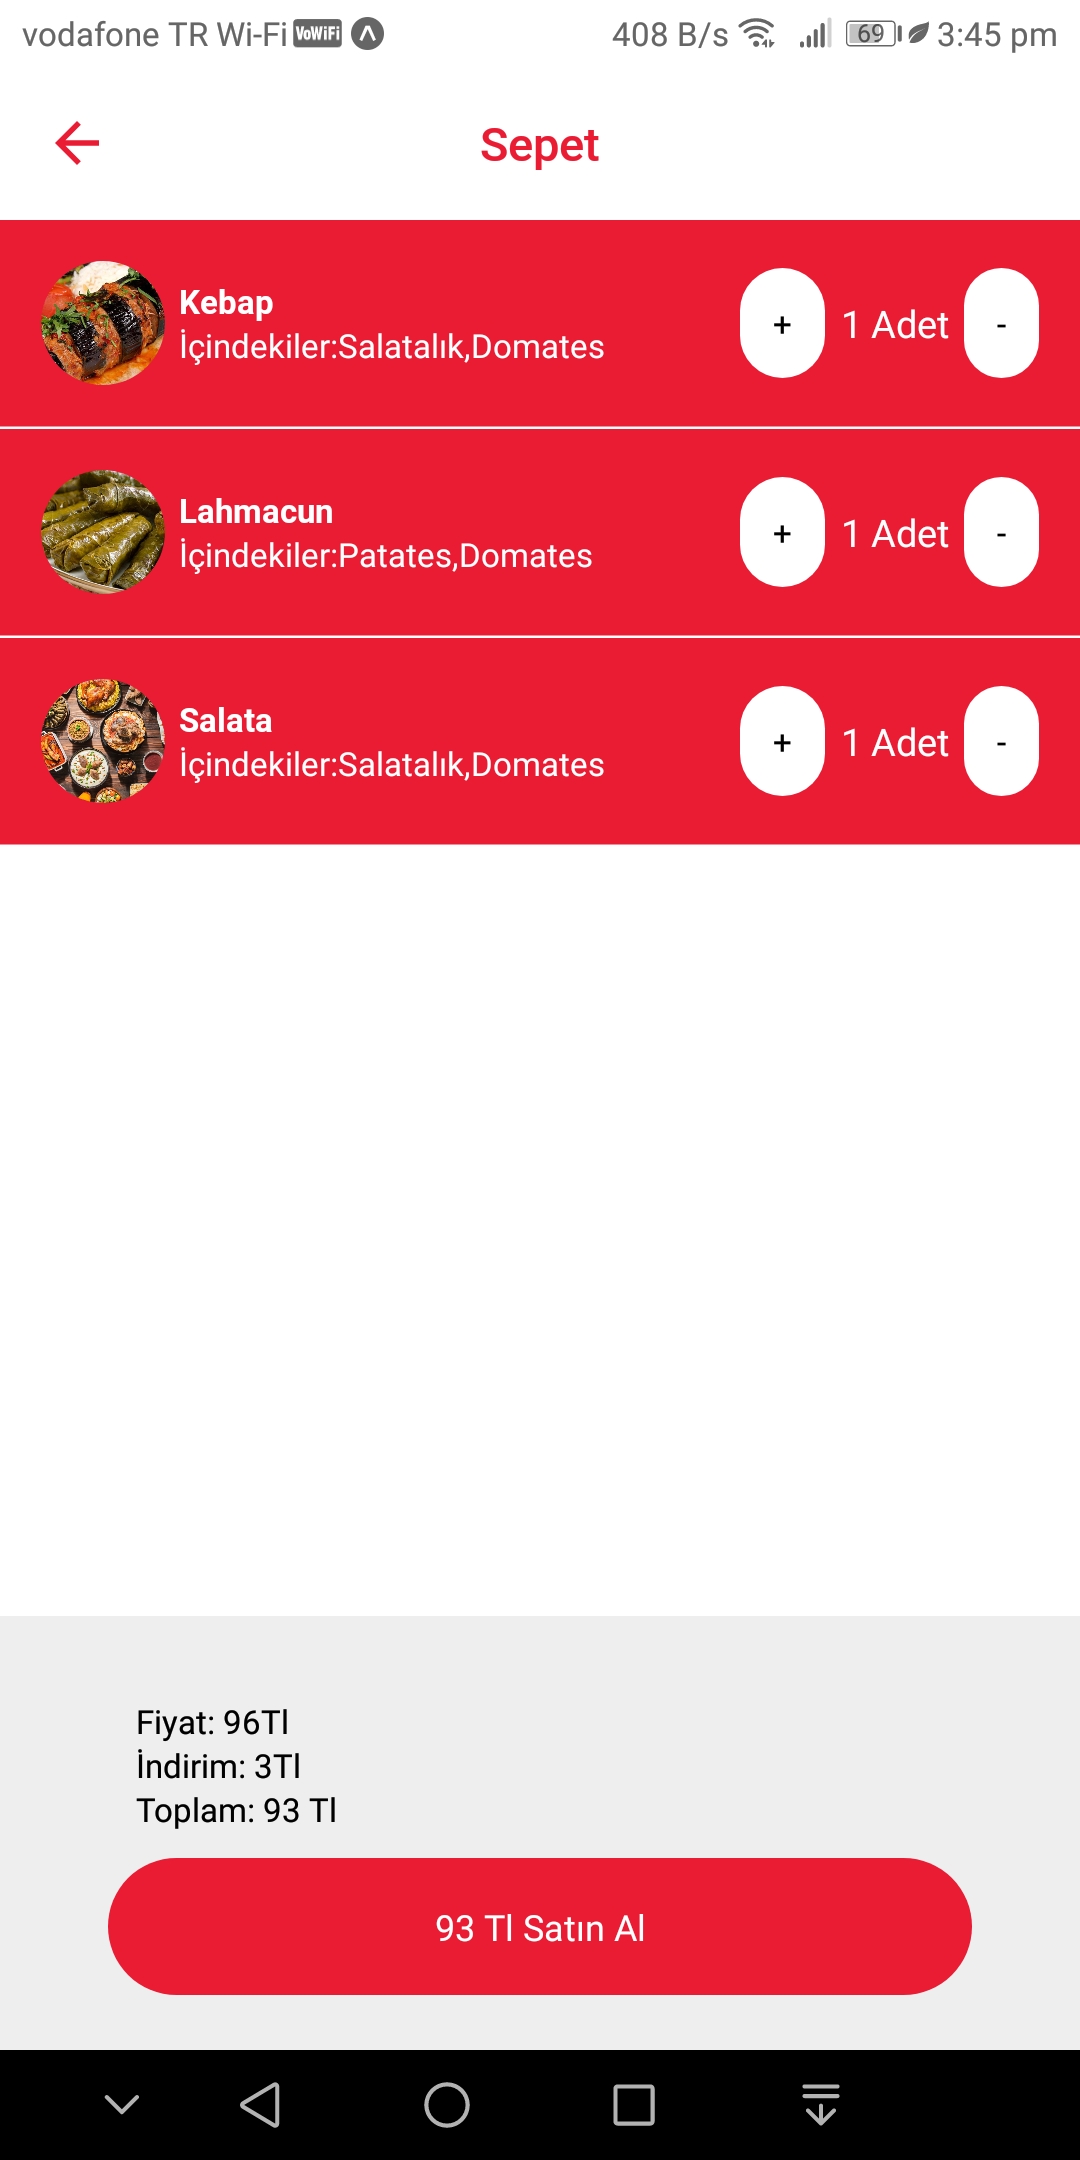 vodafone TR Wi-Fi VoWiFi 408 B/s 69 3:45 pm
Sepet
Kebap
İçindekiler:Salatalık,Domates
+ 1 Adet -
Lahmacun
İçindekiler:Patates,Domates
+ 1 Adet -
Salata
İçindekiler:Salatalık,Domates
+ 1 Adet -
Fiyat: 96Tl
İndirim: 3Tl
Toplam: 93 Tl
93 Tl Satın Al